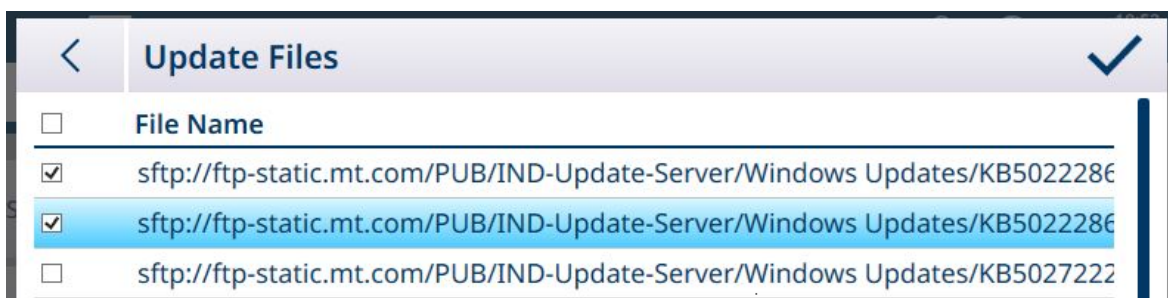 Update Files
File Name
sftp://ftp-static.mt.com/PUB/IND-Update-Server/Windows Updates/KB5022286
sftp://ftp-static.mt.com/PUB/IND-Update-Server/Windows Updates/KB5022286
sftp://ftp-static.mt.com/PUB/IND-Update-Server/Windows Updates/KB5027222